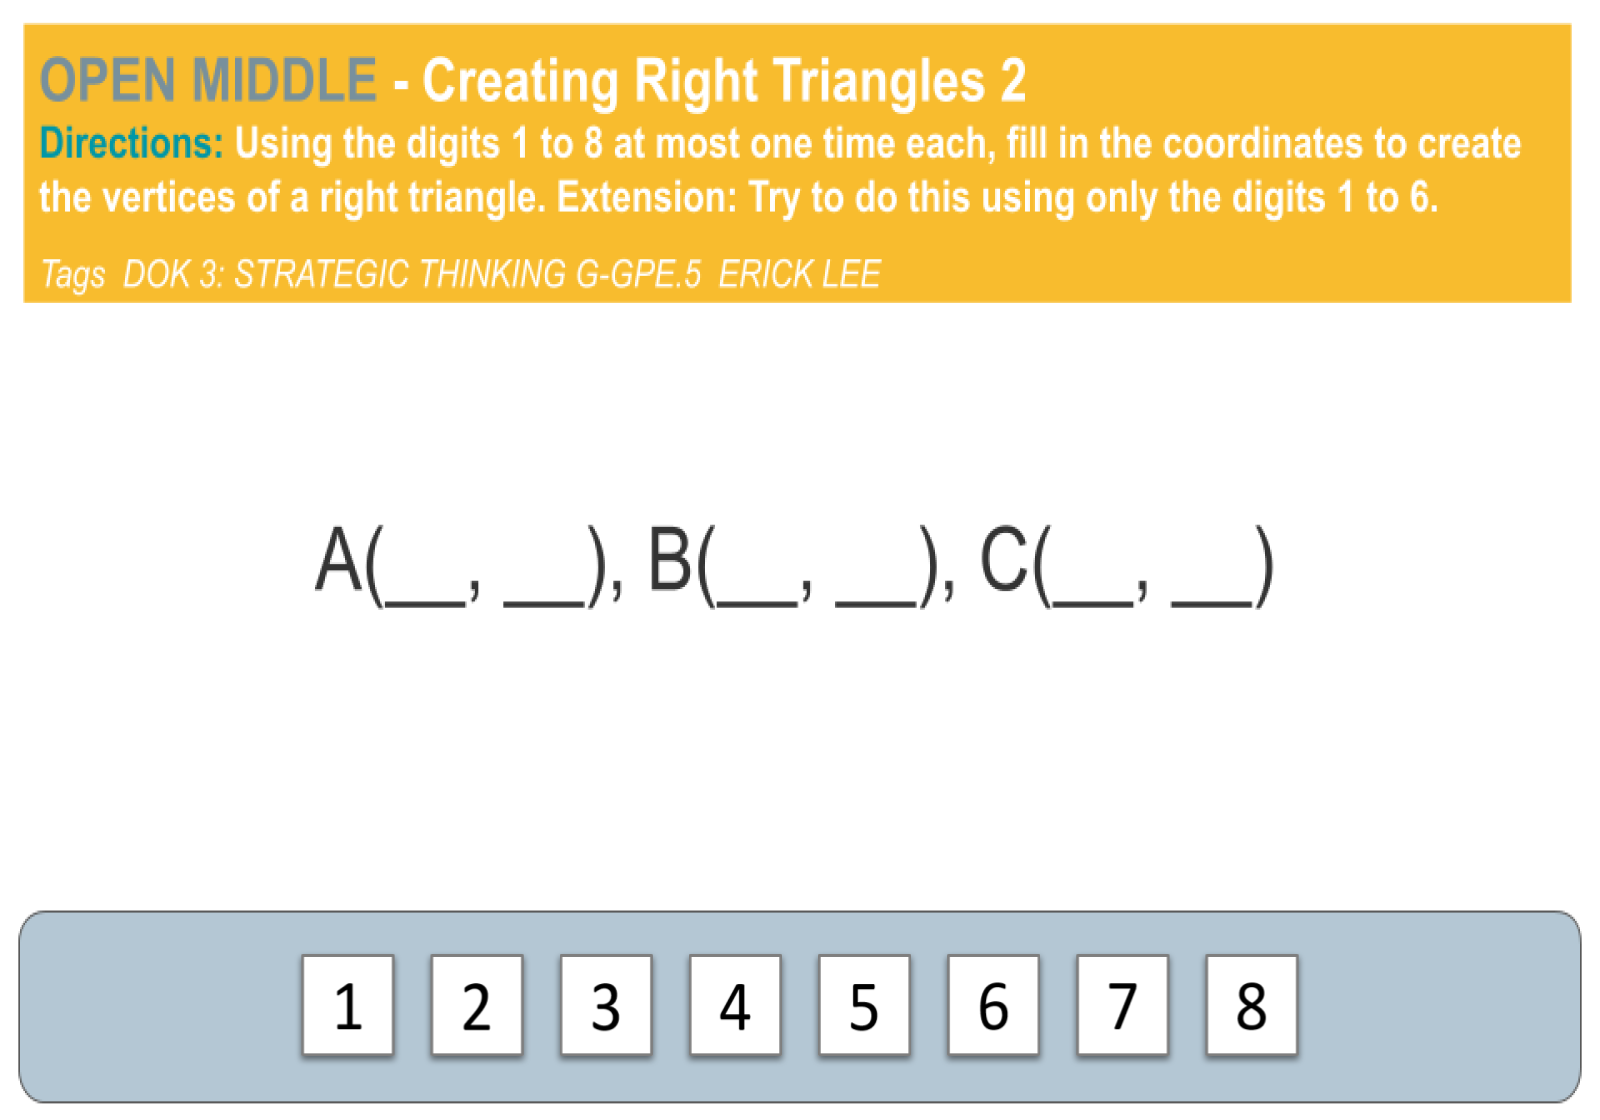 OPEN MIDDLE - Creating Right Triangles 2
Directions: Using the digits 1 to 8 at most one time each, fill in the coordinates to create
the vertices of a right triangle. Extension: Try to do this using only the digits 1 to 6.
Tags DOK 3: STRATEGIC THINKING G-GPE.5 ERICK LEE
A(__, __), B(__, __), C(__, __)
1 2 3 4 5 6 7 8